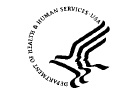 DEPARTMENT OF HEALTH & HUMAN SERVICES · USA